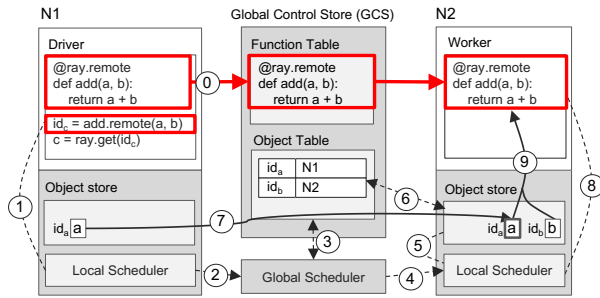 N1
Global Control Store (GCS)
N2
Driver
@ray.remote
def add(a, b):
return a + b
idc = add.remote(a, b)
c = ray.get(idc)
Object store
ida a
Local Scheduler
0
Function Table
@ray.remote
def add(a, b):
return a + b
Object Table
ida N1
idb N2
Global Scheduler
Worker
@ray.remote
def add(a, b):
return a + b
Object store
ida a idb b
Local Scheduler
1
2
3
4
5
6
7
8
9